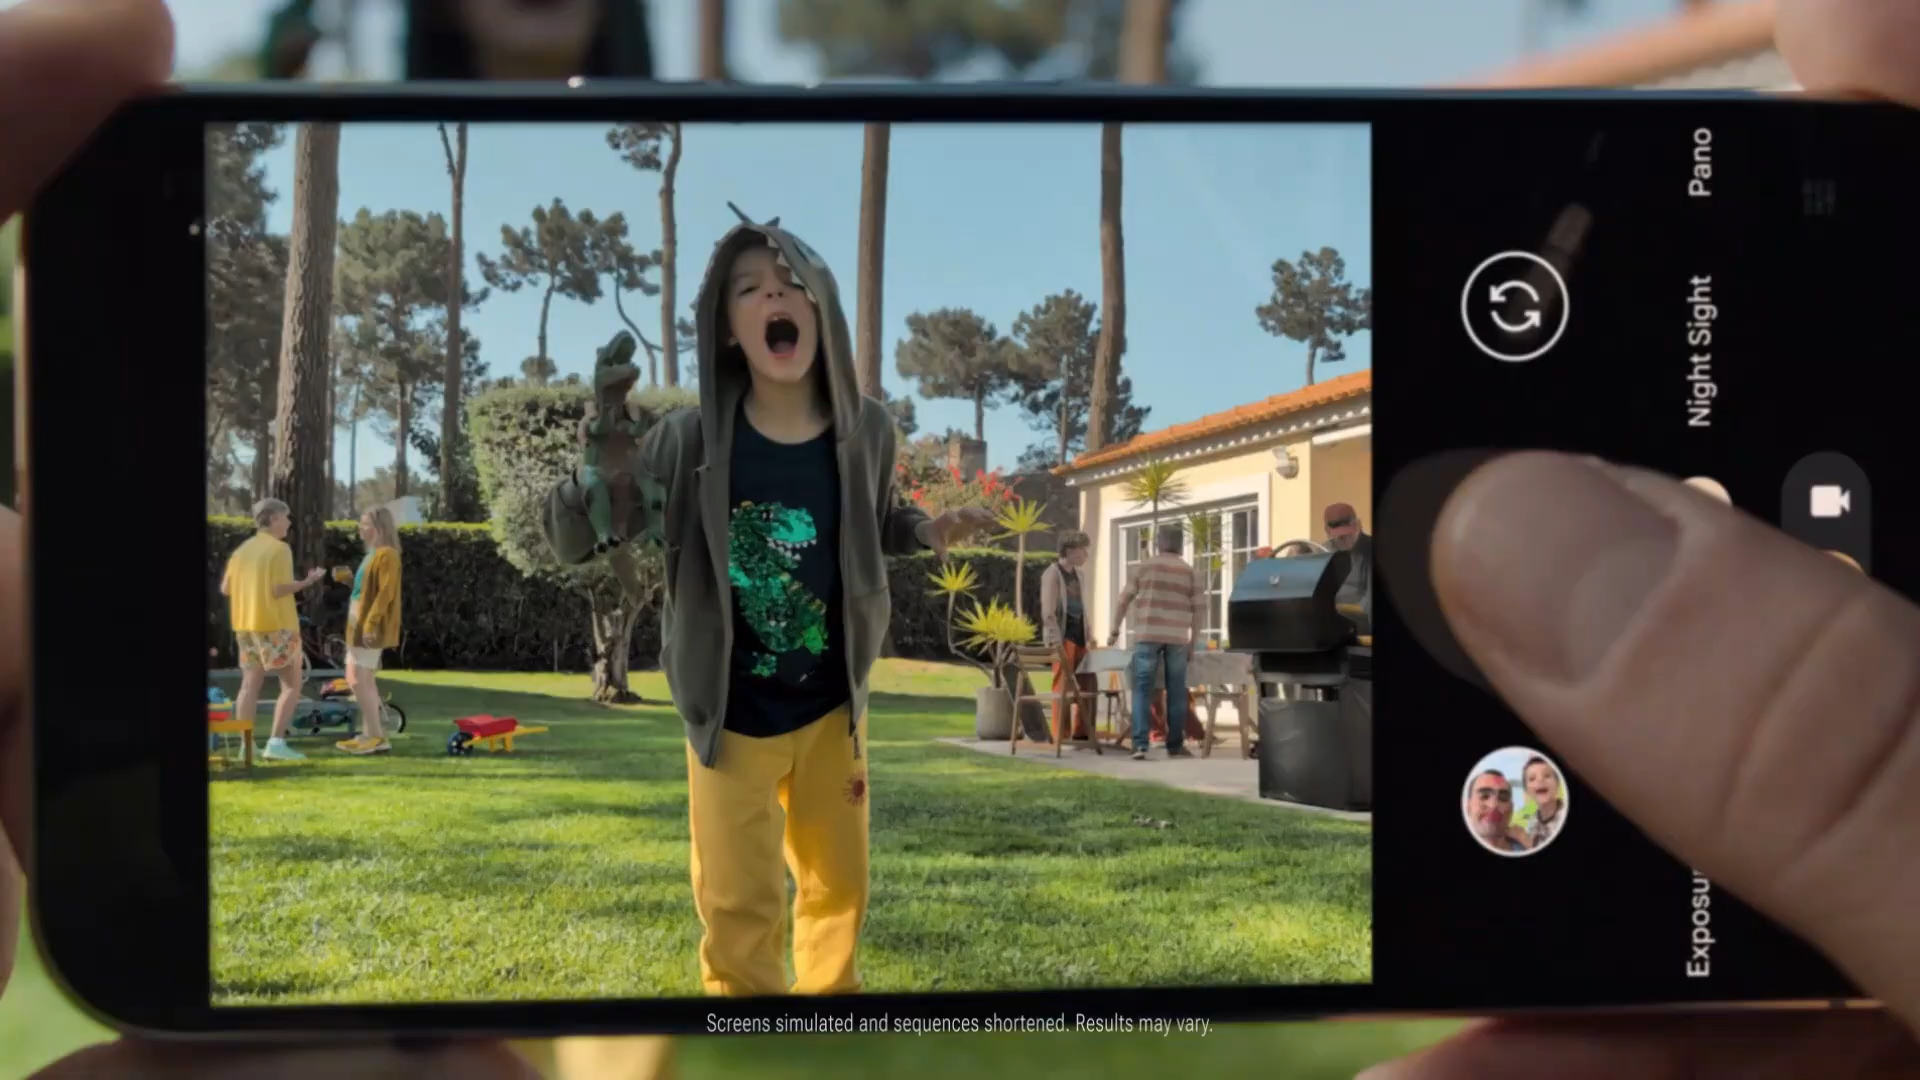 Pano
Night Sight
Exposu
Screens simulated and sequences shortened. Results may vary.